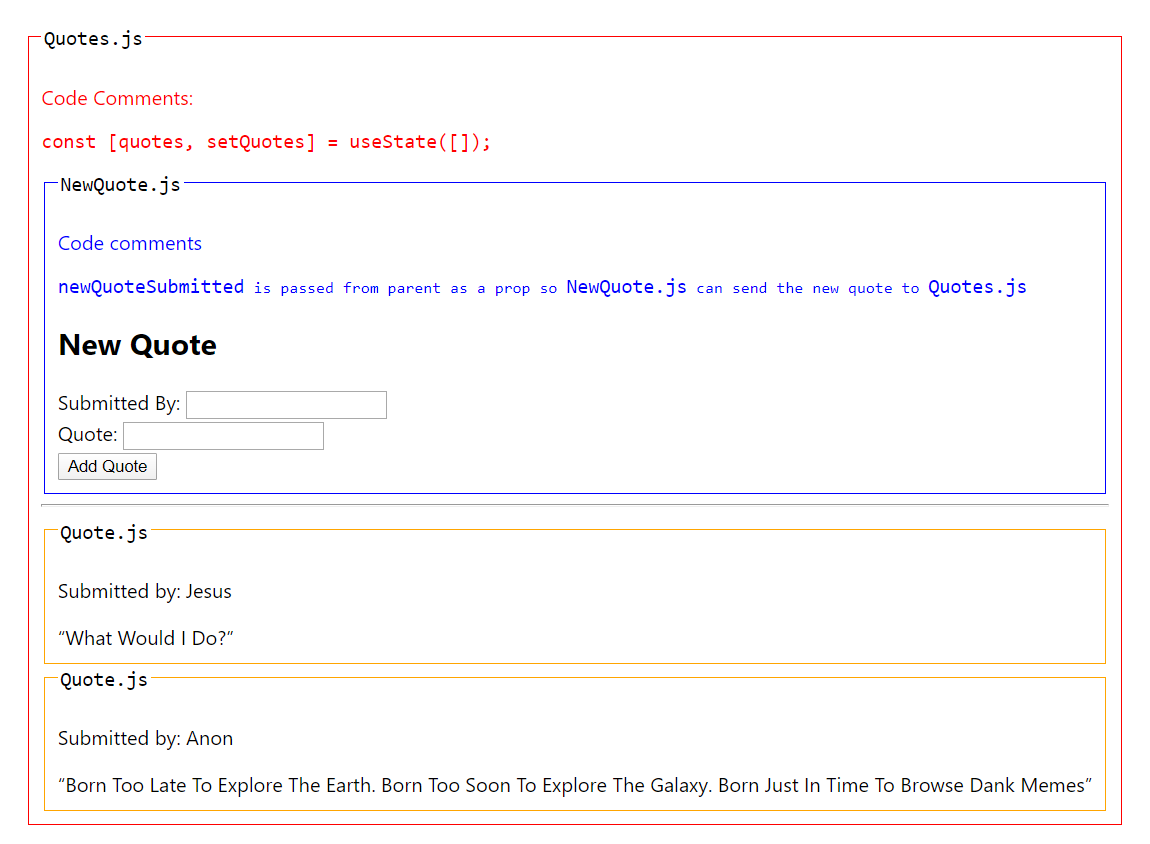 Quotes.js
Code Comments:
const [quotes, setQuotes] = useState([]);
NewQuote.js
Code comments
newQuoteSubmitted is passed from parent as a prop so NewQuote.js can send the new quote to Quotes.js
New Quote
Submitted By:
Quote:
Add Quote
Quote.js
Submitted by: Jesus
“What Would I Do?”
Quote.js
Submitted by: Anon
“Born Too Late To Explore The Earth. Born Too Soon To Explore The Galaxy. Born Just In Time To Browse Dank Memes”